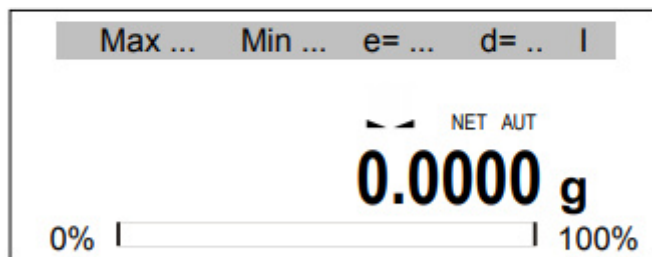 Max ... Min ... e= ... d= .. I
NET AUT
0.0000 g
0% 100%